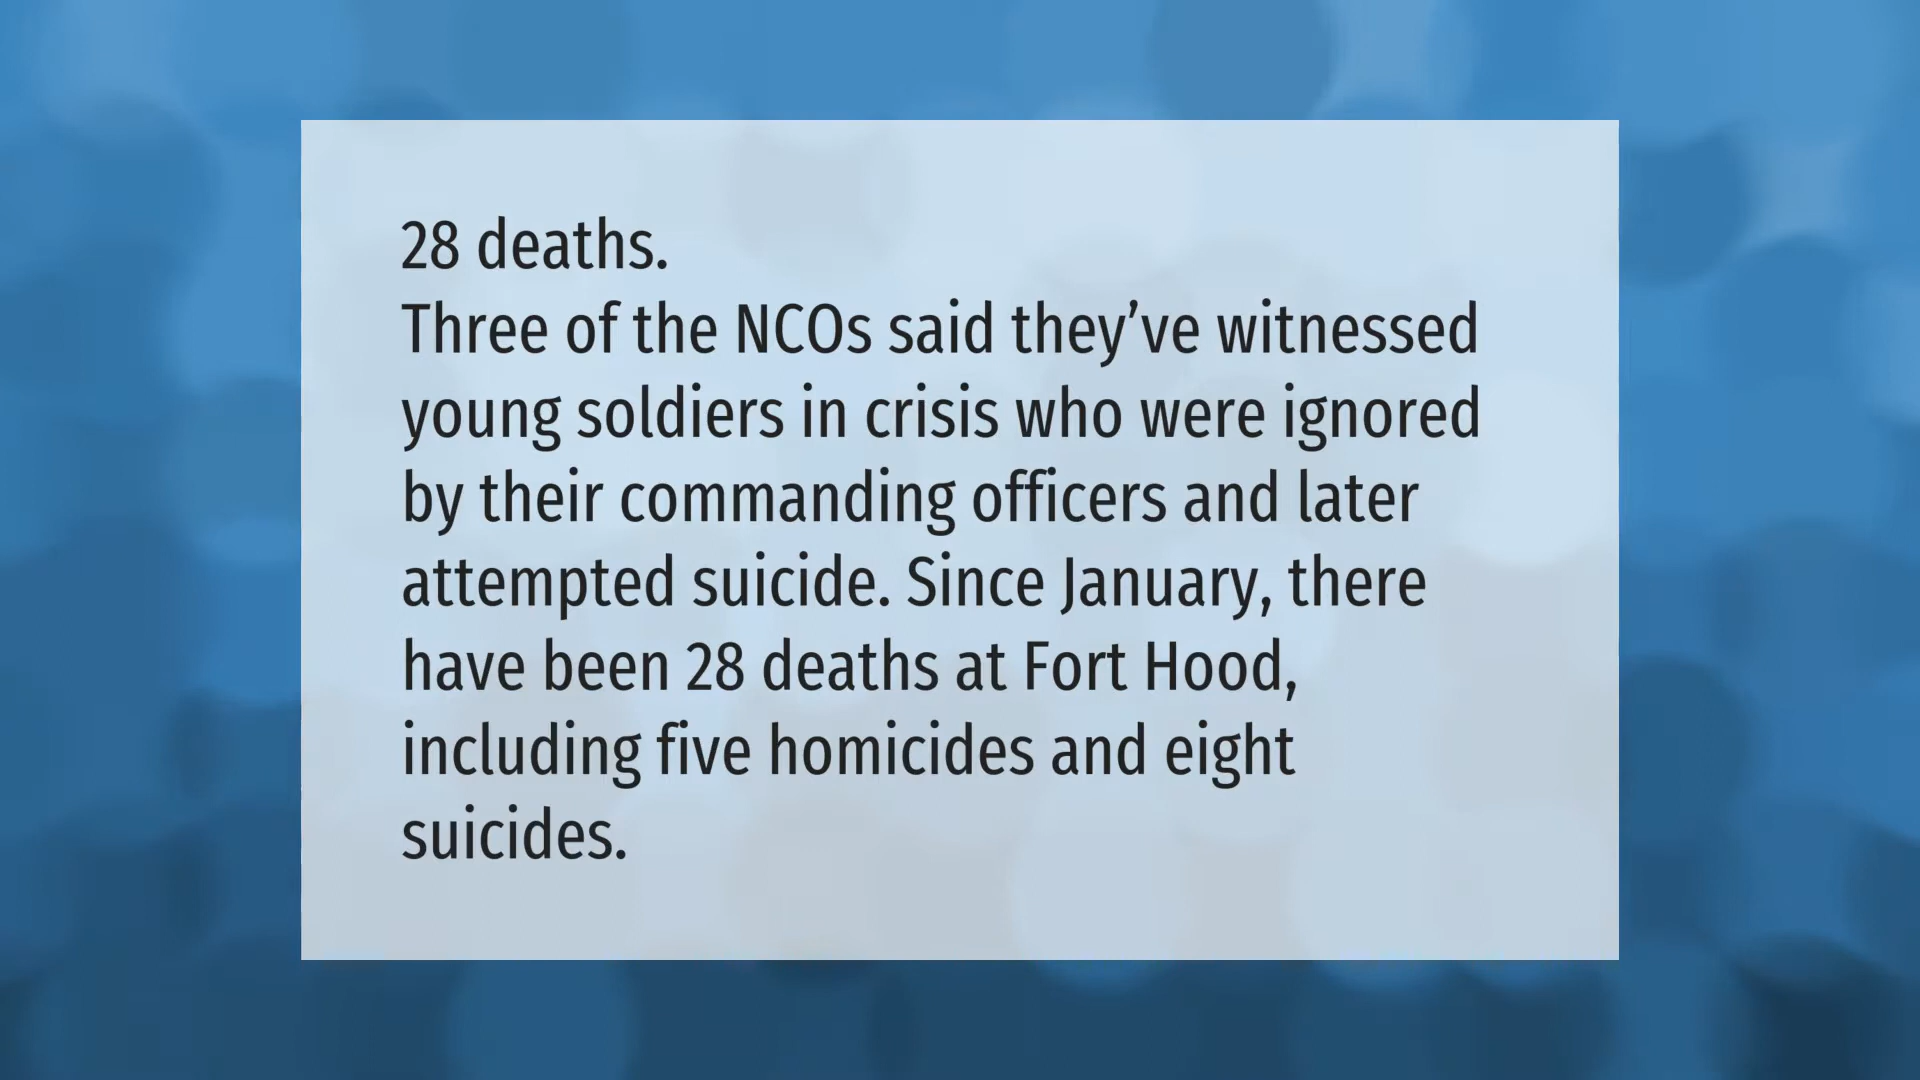 28 deaths.
Three of the NCOs said they’ve witnessed
young soldiers in crisis who were ignored
by their commanding officers and later
attempted suicide. Since January, there
have been 28 deaths at Fort Hood,
including five homicides and eight
suicides.